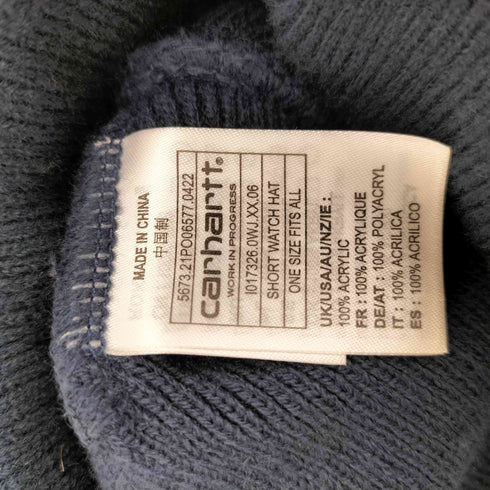 MADE IN CHINA
中国制
5673.21PO06577.0422
carhartt®
WORK IN PROGRESS
I017326.0WJ.XX.06
SHORT WATCH HAT
ONE SIZE FITS ALL
UK/USA/AU/NZ/IE :
100% ACRYLIC
FR : 100% ACRYLIQUE
DE/AT : 100% POLYACRYL
IT : 100% ACRILICA
ES : 100% ACRILICO